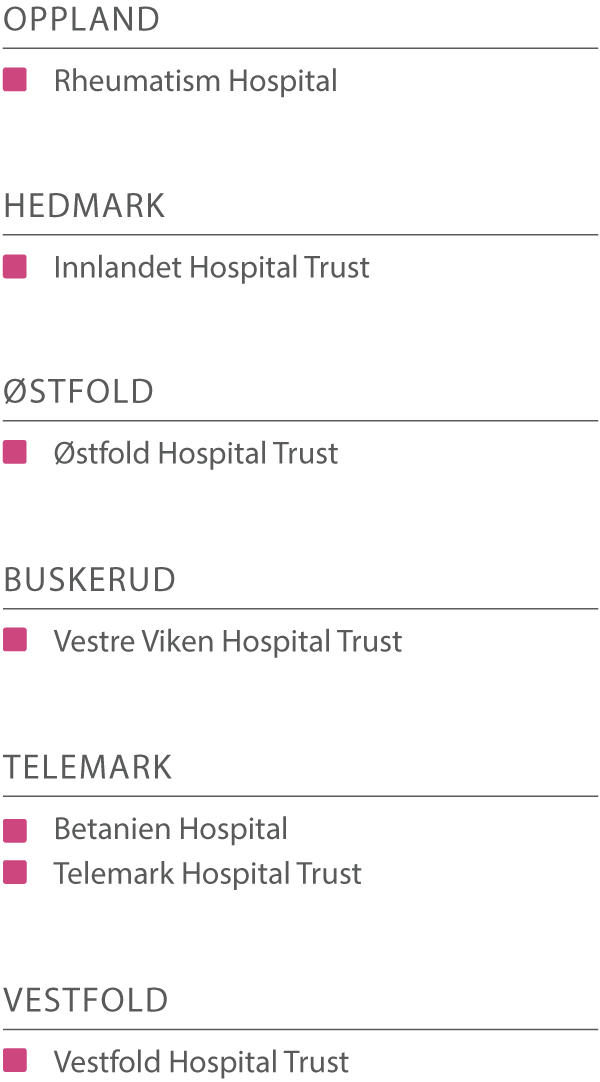 OPPLAND
Rheumatism Hospital
HEDMARK
Innlandet Hospital Trust
ØSTFOLD
Østfold Hospital Trust
BUSKERUD
Vestre Viken Hospital Trust
TELEMARK
Betanien Hospital
Telemark Hospital Trust
VESTFOLD
Vestfold Hospital Trust